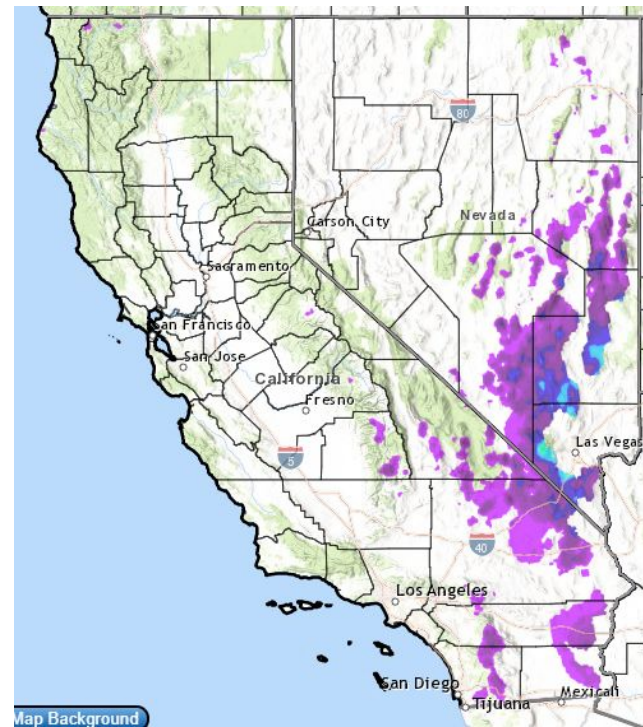 80
Nevada
Carson City
Sacramento
San Francisco
San Jose
California
Fresno
Las Vegas
5
40
Los Angeles
San Diego
Tijuana
Mexicali
Map Background